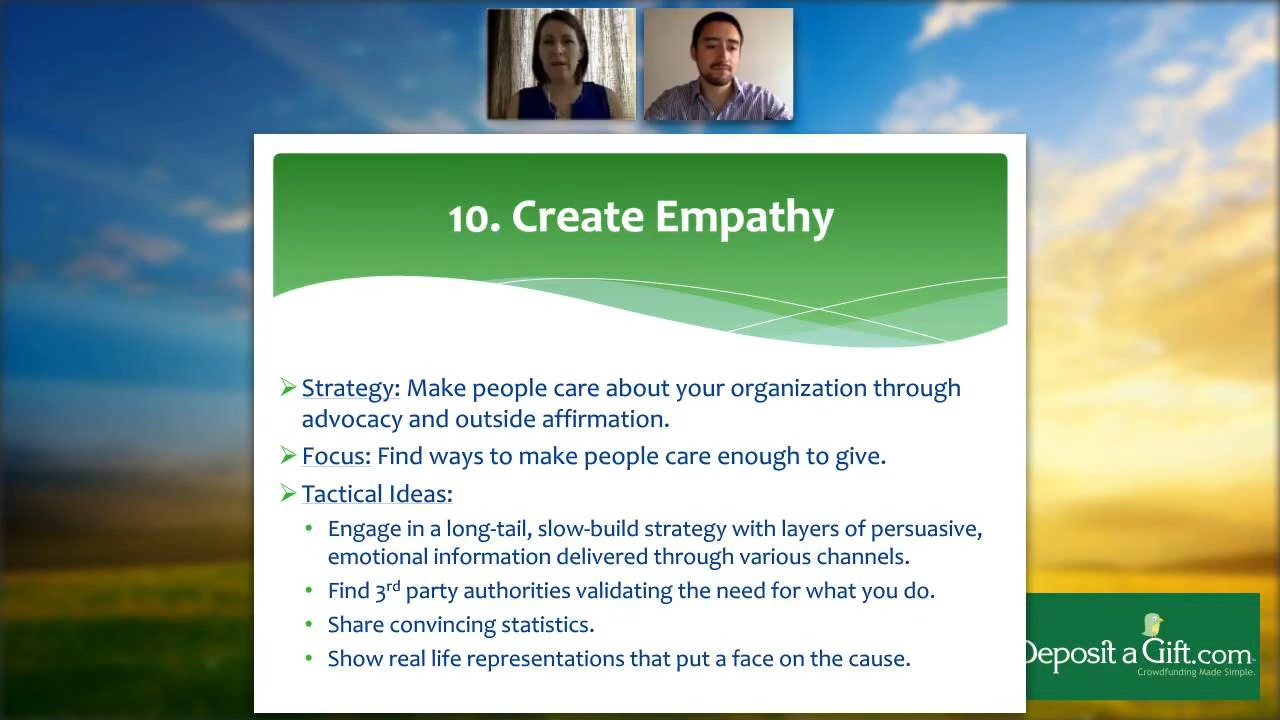 10. Create Empathy
Strategy: Make people care about your organization through
advocacy and outside affirmation.
Focus: Find ways to make people care enough to give.
Tactical Ideas:
Engage in a long-tail, slow-build strategy with layers of persuasive,
emotional information delivered through various channels.
Find 3rd party authorities validating the need for what you do.
Share convincing statistics.
Show real life representations that put a face on the cause.
Deposit a Gift.com
Crowdfunding Made Simple.